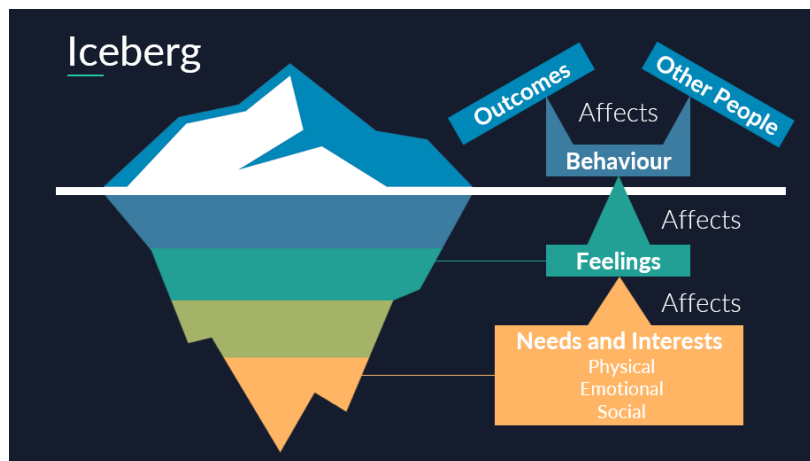 Iceberg
Outcomes
Other People
Affects
Behaviour
Affects
Feelings
Affects
Needs and Interests
Physical
Emotional
Social